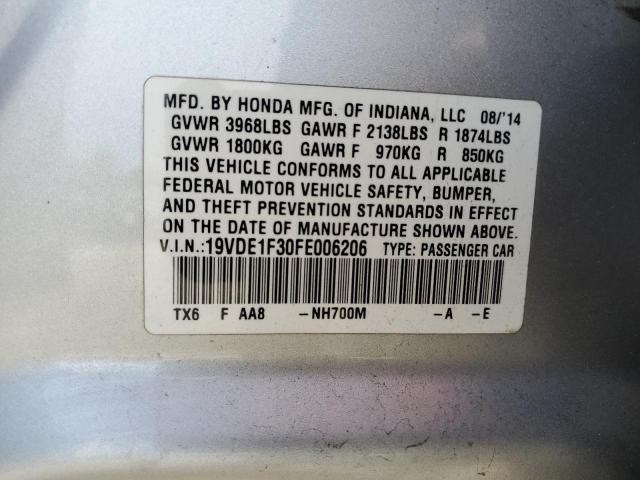 MFD. BY HONDA MFG. OF INDIANA, LLC 08/'14
GVWR 3968LBS GAWR F 2138LBS R 1874LBS
GVWR 1800KG GAWR F 970KG R 850KG
THIS VEHICLE CONFORMS TO ALL APPLICABLE
FEDERAL MOTOR VEHICLE SAFETY, BUMPER,
AND THEFT PREVENTION STANDARDS IN EFFECT
ON THE DATE OF MANUFACTURE SHOWN ABOVE.
V.I.N.:19VDE1F30FE006206 TYPE: PASSENGER CAR
TX6 F AA8 -NH700M -A -E